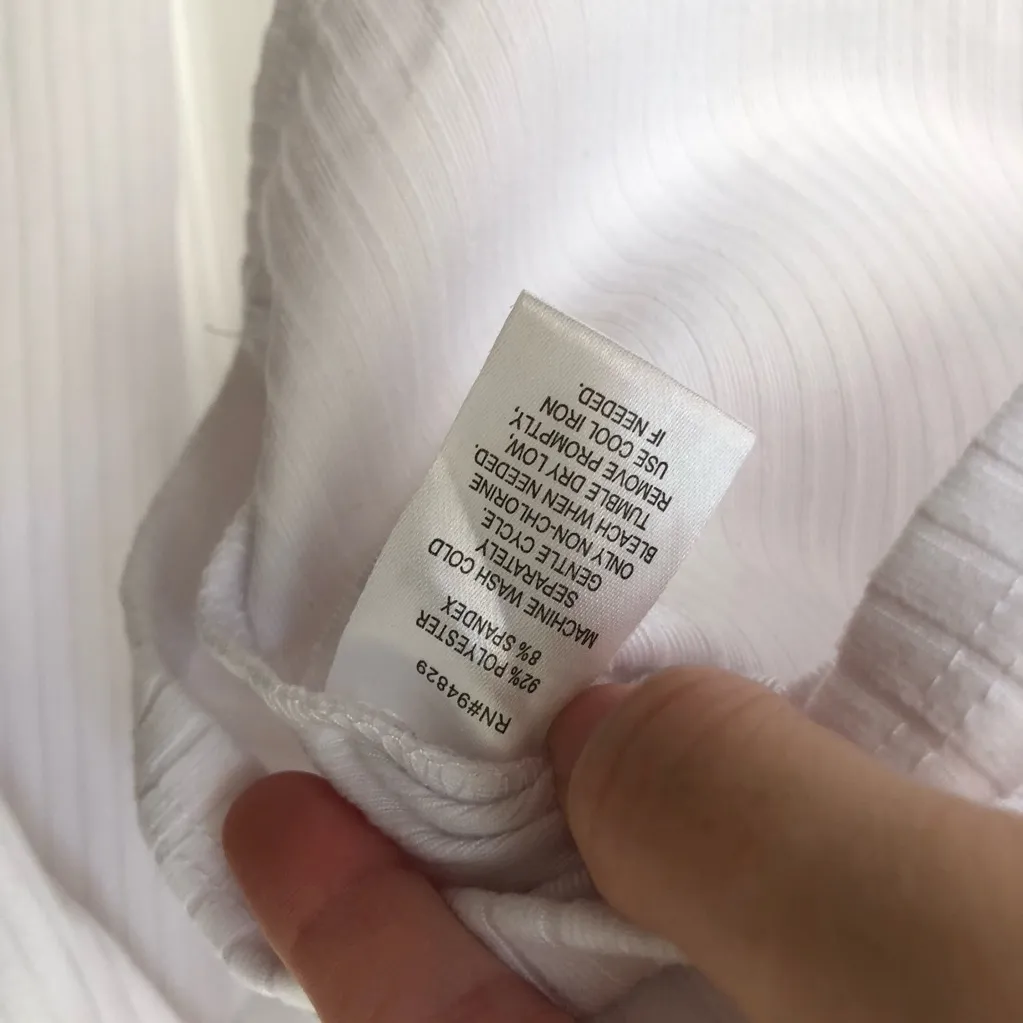 RN#94829
92% POLYESTER
8% SPANDEX
MACHINE WASH COLD
SEPARATELY
GENTLE CYCLE.
ONLY NON-CHLORINE
BLEACH WHEN NEEDED.
TUMBLE DRY LOW,
REMOVE PROMPTLY,
USE COOL IRON
IF NEEDED.